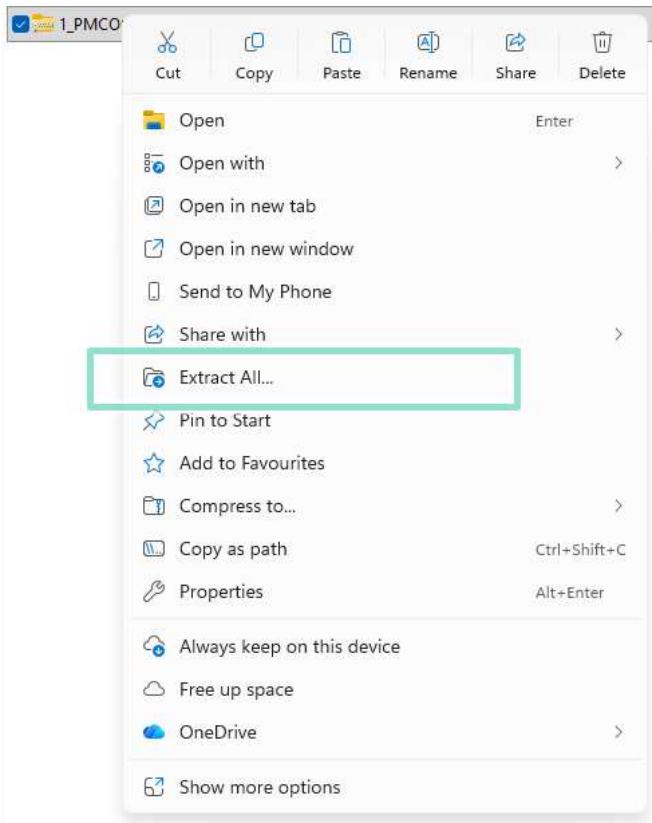 1_PMCO
Cut Copy Paste Rename Share Delete
Open Enter
Open with
Open in new tab
Open in new window
Send to My Phone
Share with
Extract All...
Pin to Start
Add to Favourites
Compress to...
Copy as path Ctrl+Shift+C
Properties Alt+Enter
Always keep on this device
Free up space
OneDrive
Show more options